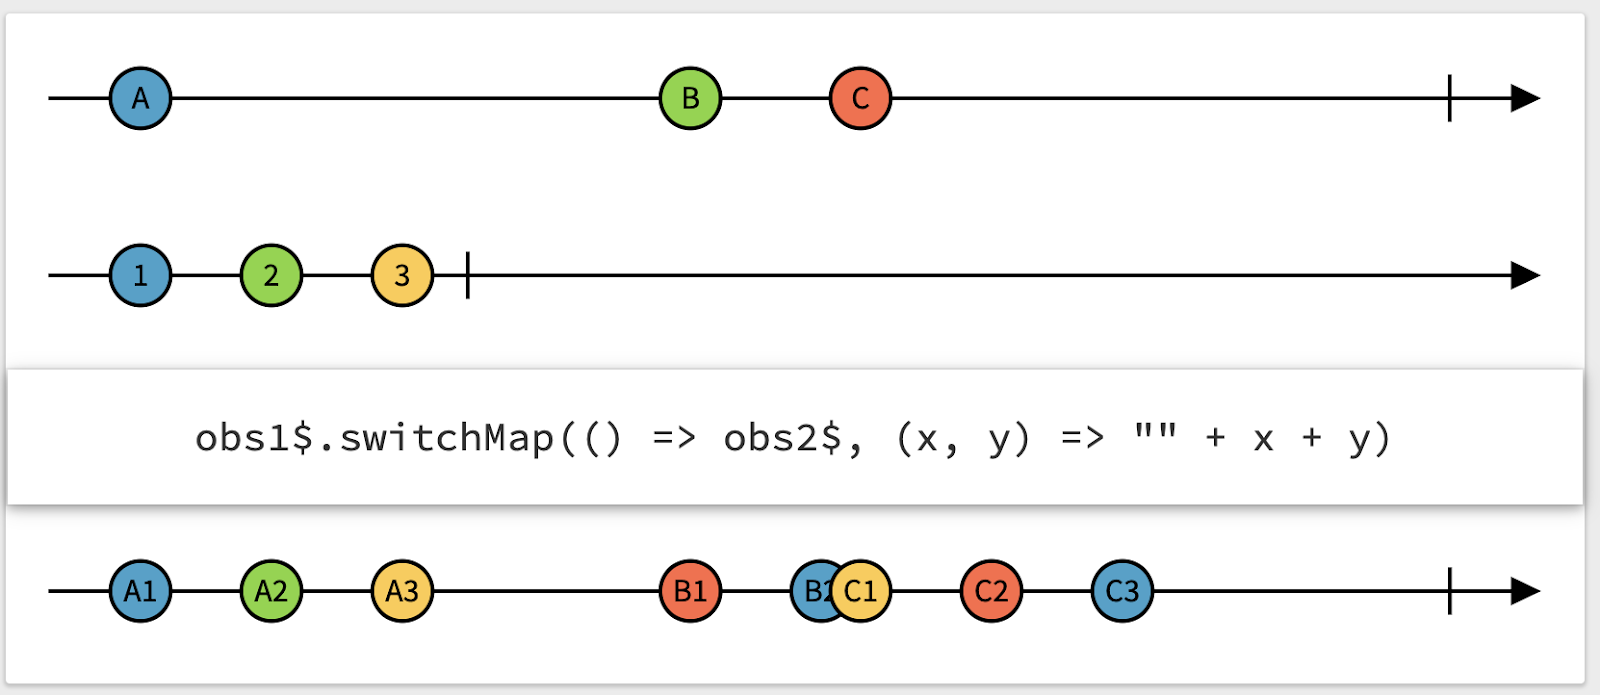 A B C
1 2 3
obs1$.switchMap(() => obs2$, (x, y) => "" + x + y)
A1 A2 A3 B1 B2 C1 C2 C3